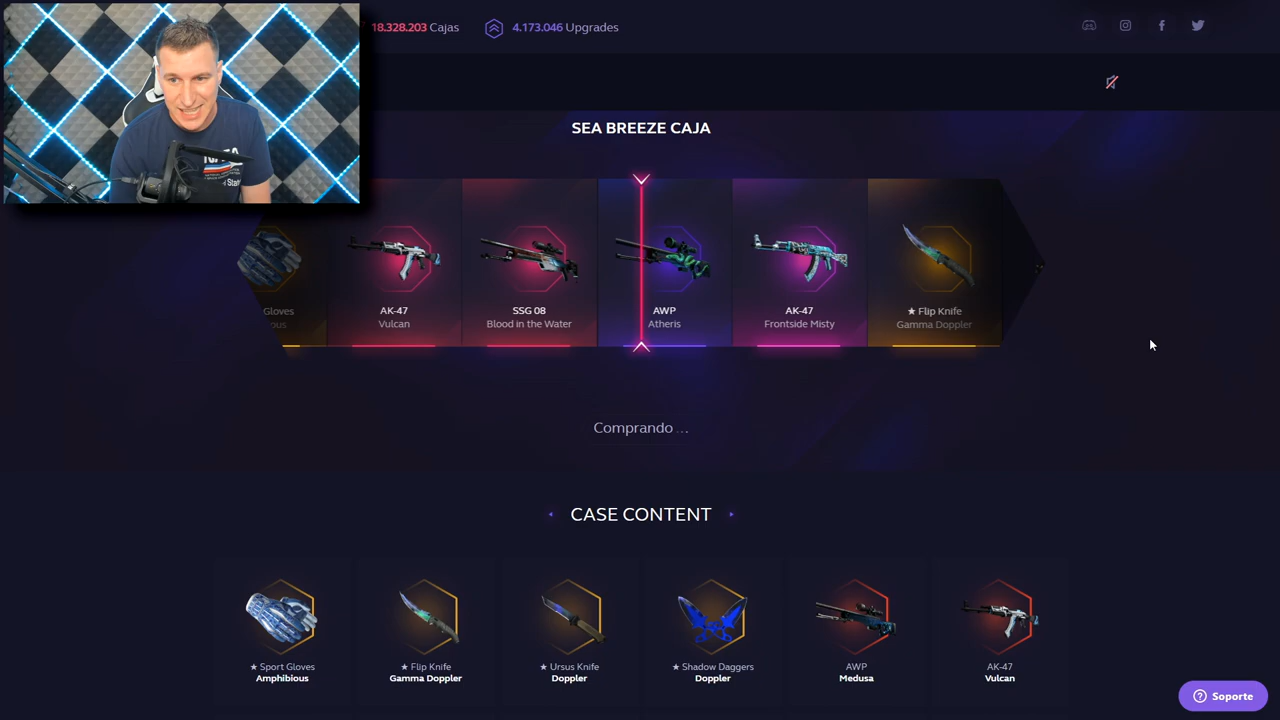 18.328.203 Cajas
4.173.046 Upgrades
SEA BREEZE CAJA
Gloves
AK-47
Vulcan
SSG 08
Blood in the Water
AWP
Atheris
AK-47
Frontside Misty
★ Flip Knife
Gamma Doppler
Comprando ...
CASE CONTENT
★ Sport Gloves
Amphibious
★ Flip Knife
Gamma Doppler
★ Ursus Knife
Doppler
★ Shadow Daggers
Doppler
AWP
Medusa
AK-47
Vulcan
Soporte